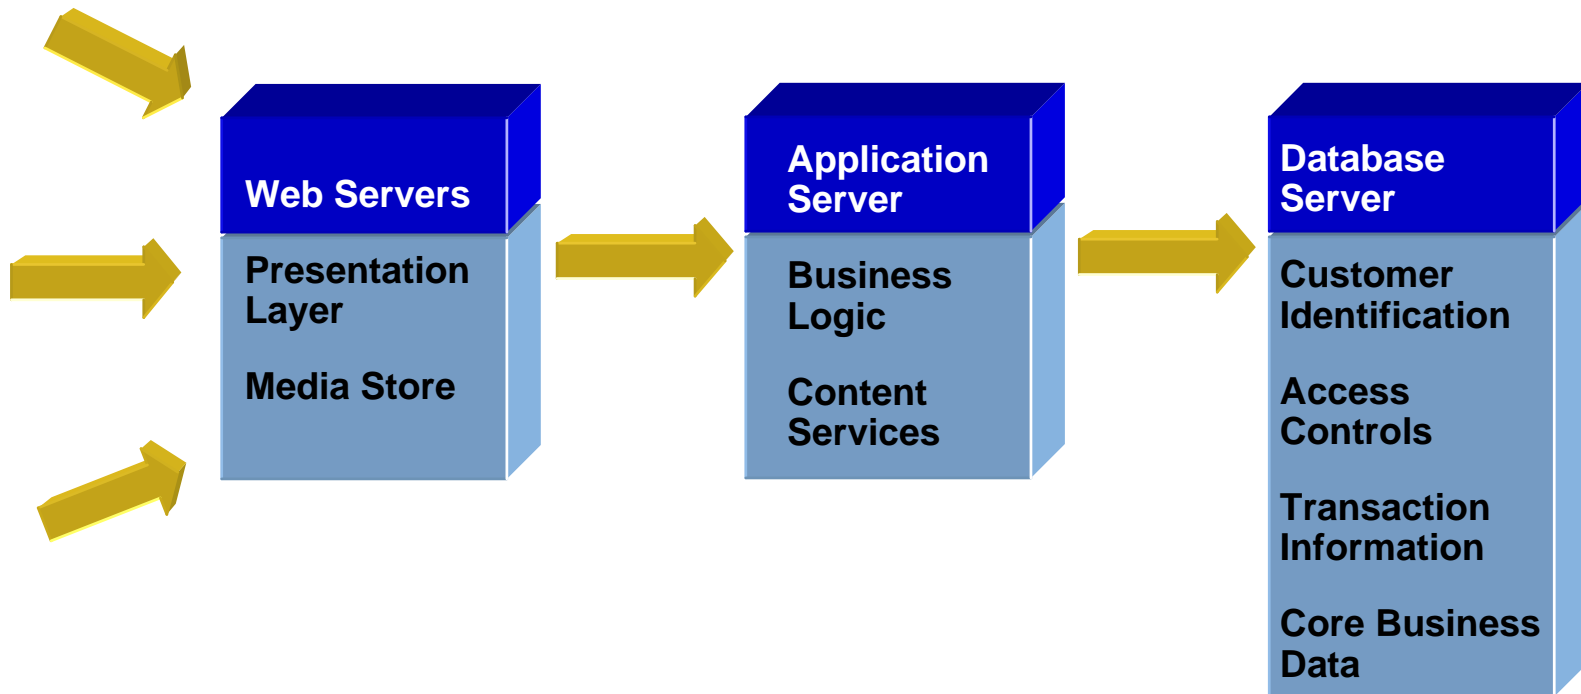 Web Servers
Presentation
Layer
Media Store
Application
Server
Business
Logic
Content
Services
Database
Server
Customer
Identification
Access
Controls
Transaction
Information
Core Business
Data